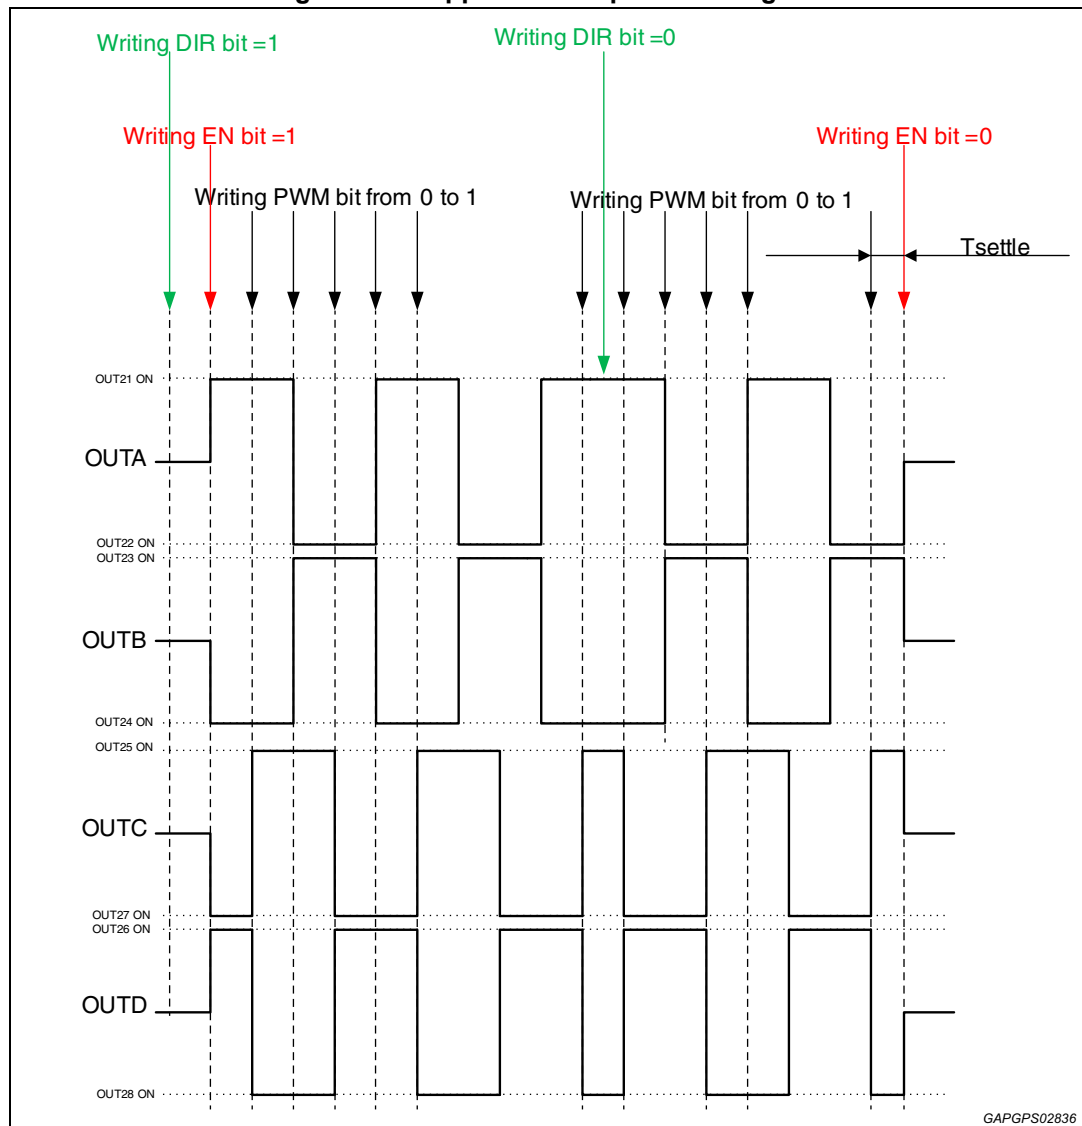 Writing DIR bit =1
Writing DIR bit =0
Writing EN bit =1
Writing EN bit =0
Writing PWM bit from 0 to 1
Writing PWM bit from 0 to 1
Tsettle
OUT21 ON
OUTA
OUT22 ON
OUT23 ON
OUTB
OUT24 ON
OUT25 ON
OUTC
OUT27 ON
OUT26 ON
OUTD
OUT28 ON
GAPGPS02836